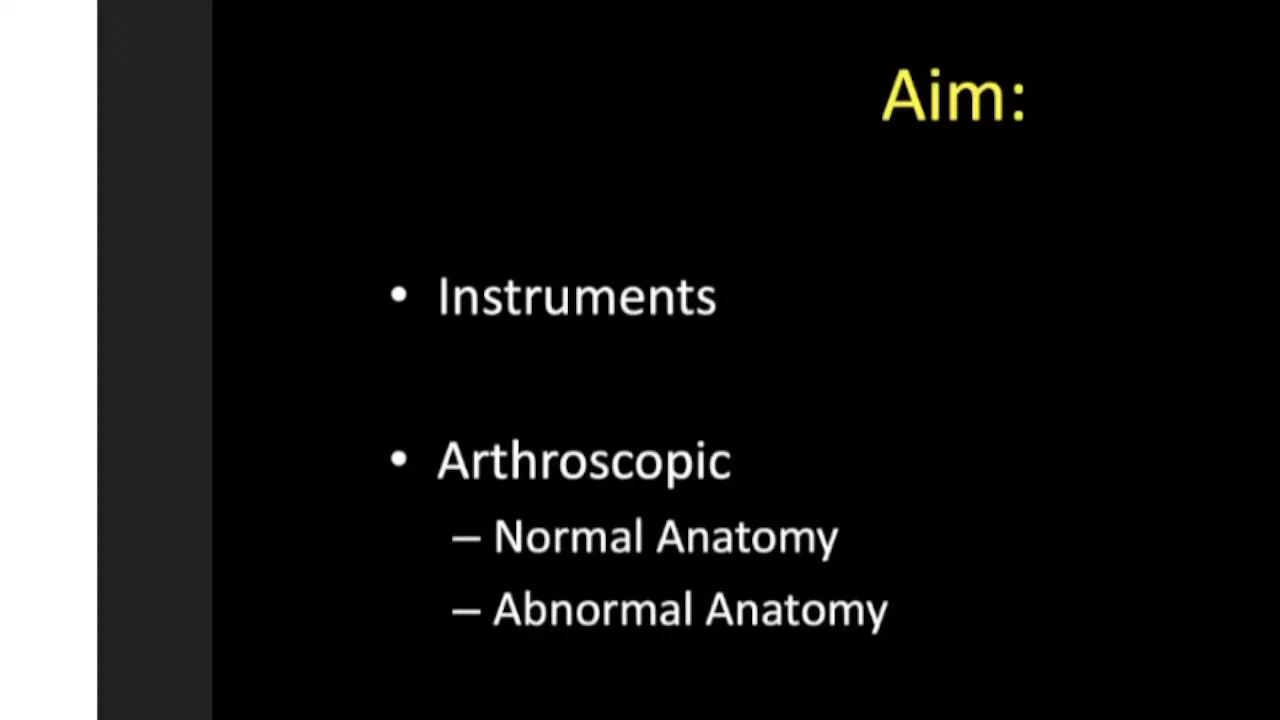 Aim:
• Instruments
• Arthroscopic
– Normal Anatomy
– Abnormal Anatomy